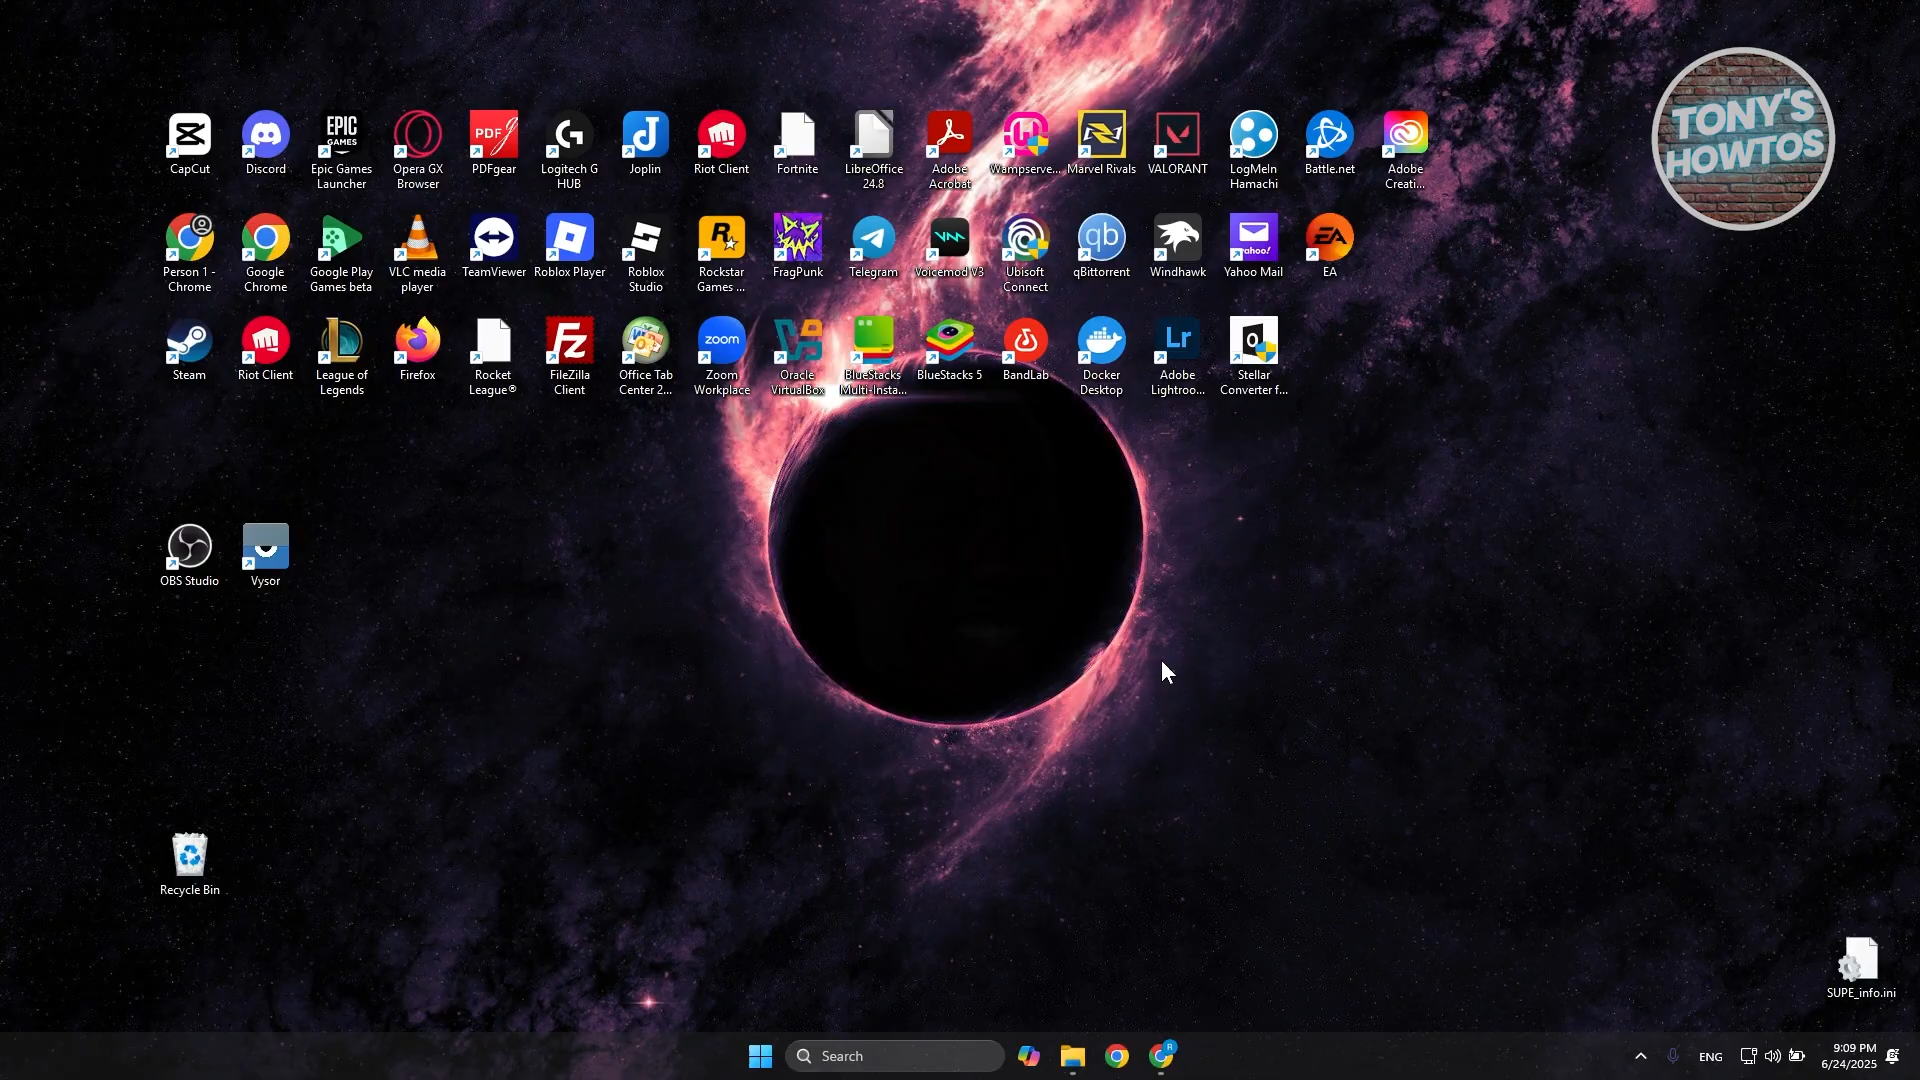 TONY'S
HOWTOS
EPIC
GAMES
PDF
CapCut
Discord
Epic Games
Launcher
Opera GX
Browser
PDFgear
Logitech G
HUB
Joplin
Riot Client
Fortnite
LibreOffice
24.8
Adobe
Acrobat
Wampserve...
Marvel Rivals
VALORANT
LogMeIn
Hamachi
Battle.net
Adobe
Creati...
qb
yahoo!
EA
Person 1 -
Chrome
Google
Chrome
Google Play
Games beta
VLC media
player
TeamViewer
Roblox Player
Roblox
Studio
Rockstar
Games ...
FragPunk
Telegram
Voicemod V3
Ubisoft
Connect
qBittorrent
Windhawk
Yahoo Mail
EA
Fz
zoom
Lr
Steam
Riot Client
League of
Legends
Firefox
Rocket
League®
FileZilla
Client
Office Tab
Center 2...
Zoom
Workplace
Oracle
VirtualBox
BlueStacks
Multi-Insta...
BlueStacks 5
BandLab
Docker
Desktop
Adobe
Lightroo...
Stellar
Converter f...
OBS Studio
Vysor
Recycle Bin
SUPE_info.ini
Search
R
ENG
9:09 PM
6/24/2025